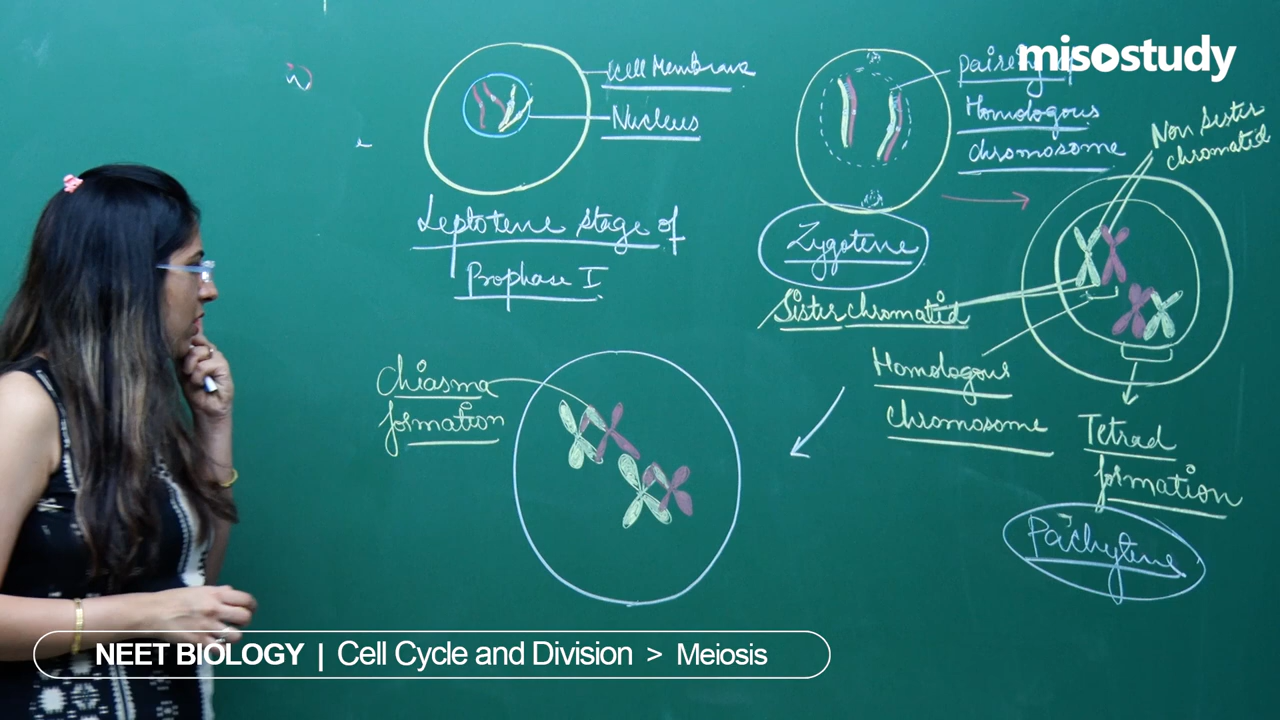 misostudy
ii)
Cell Membrane
Nucleus
Leptotene stage of
Prophase I
pairing of
Homologous
chromosome
Zygotene
Non Sister
chromatid
Sister chromatid
Homologous
chromosome
Tetrad
formation
Pachytene
chiasma
formation
NEET BIOLOGY | Cell Cycle and Division > Meiosis